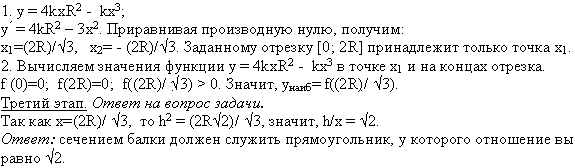 1. y = 4kxR² - kx³;
y´ = 4kR² – 3x². Приравнивая производную нулю, получим:
x₁=(2R)/√3, x₂= - (2R)/√3. Заданному отрезку [0; 2R] принадлежит только точка x₁.
2. Вычисляем значения функции y = 4kxR² - kx³ в точке x₁ и на концах отрезка.
f (0)=0; f(2R)=0; f((2R)/ √3) > 0. Значит, yнаиб= f((2R)/ √3).
Третий этап. Ответ на вопрос задачи.
Так как x=(2R)/ √3, то h² = (2R√2)/ √3, значит, h/x = √2.
Ответ: сечением балки должен служить прямоугольник, у которого отношение вы
равно √2.